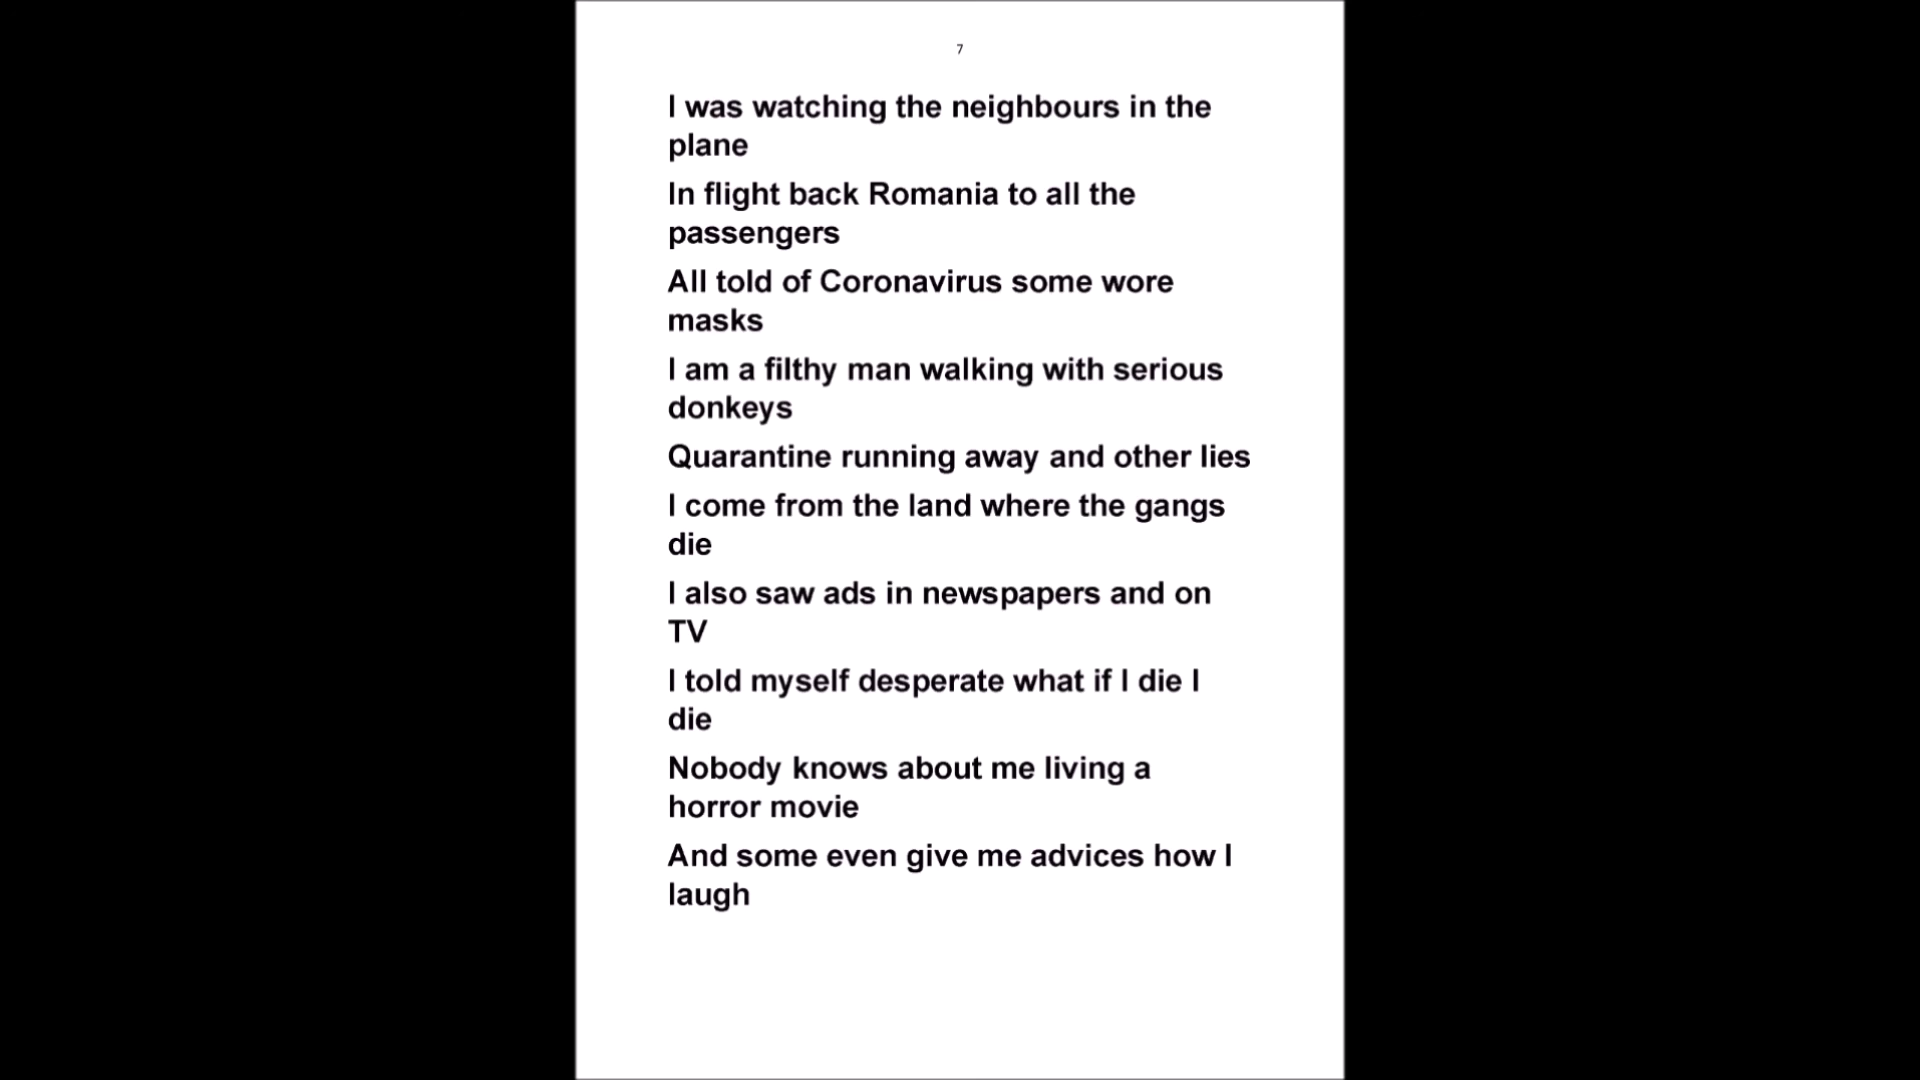 7
I was watching the neighbours in the
plane
In flight back Romania to all the
passengers
All told of Coronavirus some wore
masks
I am a filthy man walking with serious
donkeys
Quarantine running away and other lies
I come from the land where the gangs
die
I also saw ads in newspapers and on
TV
I told myself desperate what if I die I
die
Nobody knows about me living a
horror movie
And some even give me advices how I
laugh